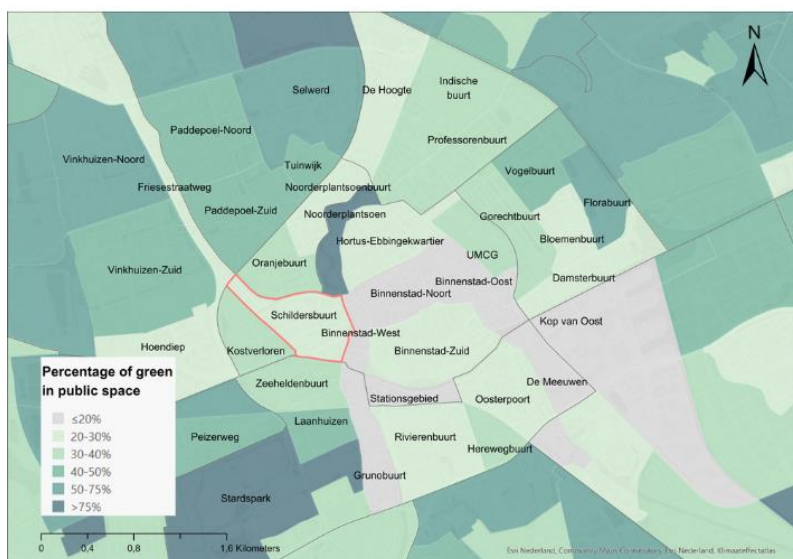 N
Selwerd
De Hoogte
Indische
buurt
Paddepoel-Noord
Professorenbuurt
Vinkhuizen-Noord
Tuinwijk
Vogelbuurt
Friesestraatweg
Noorderplantsoenbuurt
Florabuurt
Paddepoel-Zuid
Noorderplantsoen
Gorechtbuurt
Hortus-Ebbingekwartier
Bloemenbuurt
UMCG
Vinkhuizen-Zuid
Oranjebuurt
Binnenstad-Oost
Damsterbuurt
Binnenstad-Noort
Schildersbuurt
Kop van Oost
Binnenstad-West
Hoendiep
Kostverloren
Binnenstad-Zuid
Percentage of green
in public space
≤20%
20-30%
30-40%
40-50%
50-75%
>75%
Zeeheldenbuurt
De Meeuwen
Stationsgebied
Oosterpoort
Laanhuizen
Peizerweg
Rivierenbuurt
Herewegbuurt
Grunobuurt
Stardspark
0 0,4 0,8 1,6 Kilometers
Esri Nederland, Community Maps Contributors, Esri Nederland, Klimaateffectatlas